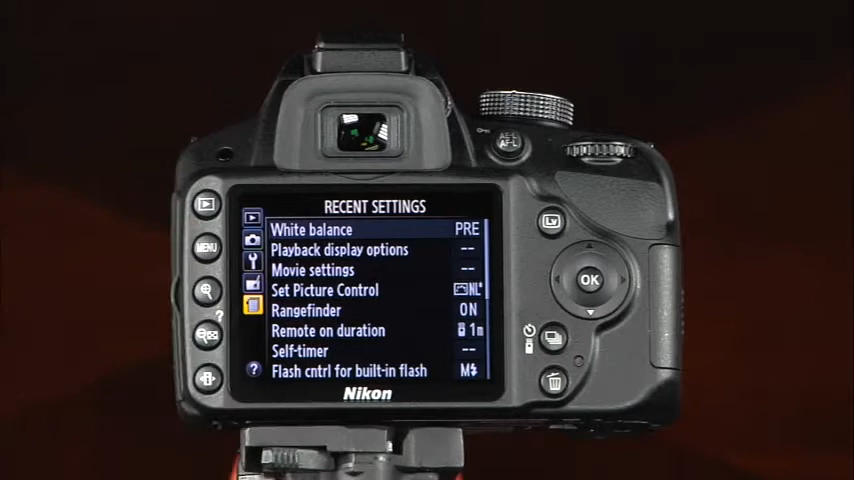 AE-L
AF-L
RECENT SETTINGS
White balance PRE
Playback display options --
Movie settings --
Set Picture Control NL*
Rangefinder ON
Remote on duration 1m
Self-timer --
Flash cntrl for built-in flash M
MENU
Lv
OK
?
?
Nikon